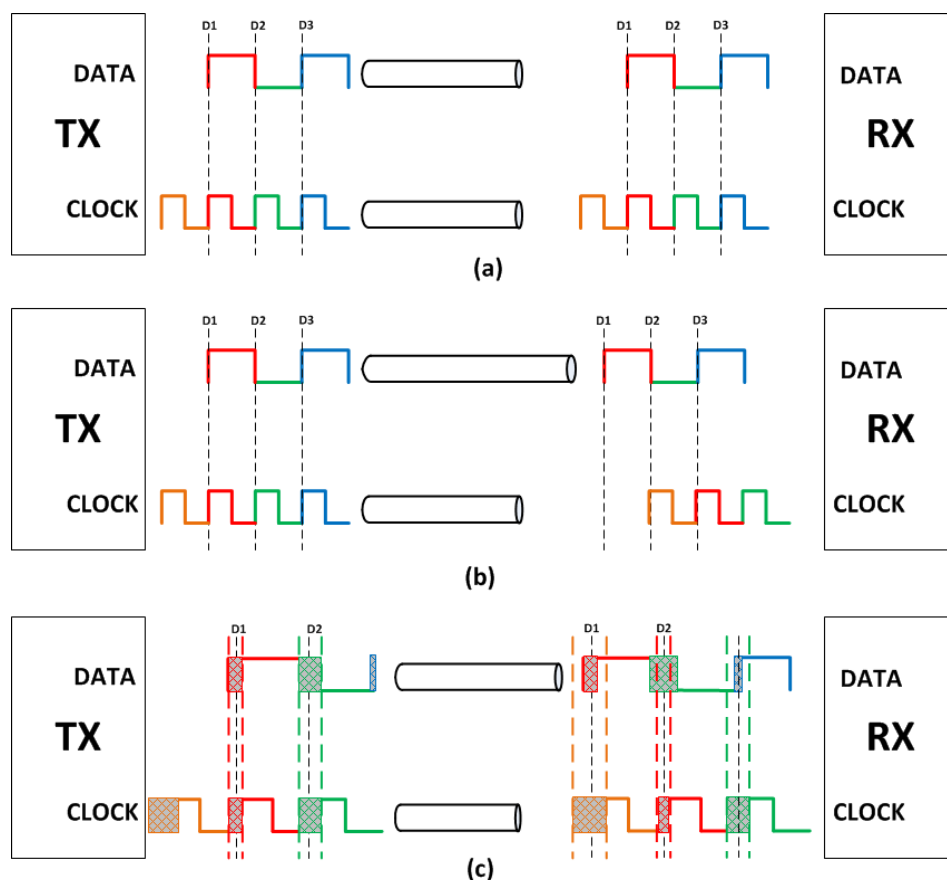 D1 D2 D3 D1 D2 D3
DATA DATA
TX RX
CLOCK CLOCK
(a)
D1 D2 D3 D1 D2 D3
DATA DATA
TX RX
CLOCK CLOCK
(b)
D1 D2 D1 D2
DATA DATA
TX RX
CLOCK CLOCK
(c)